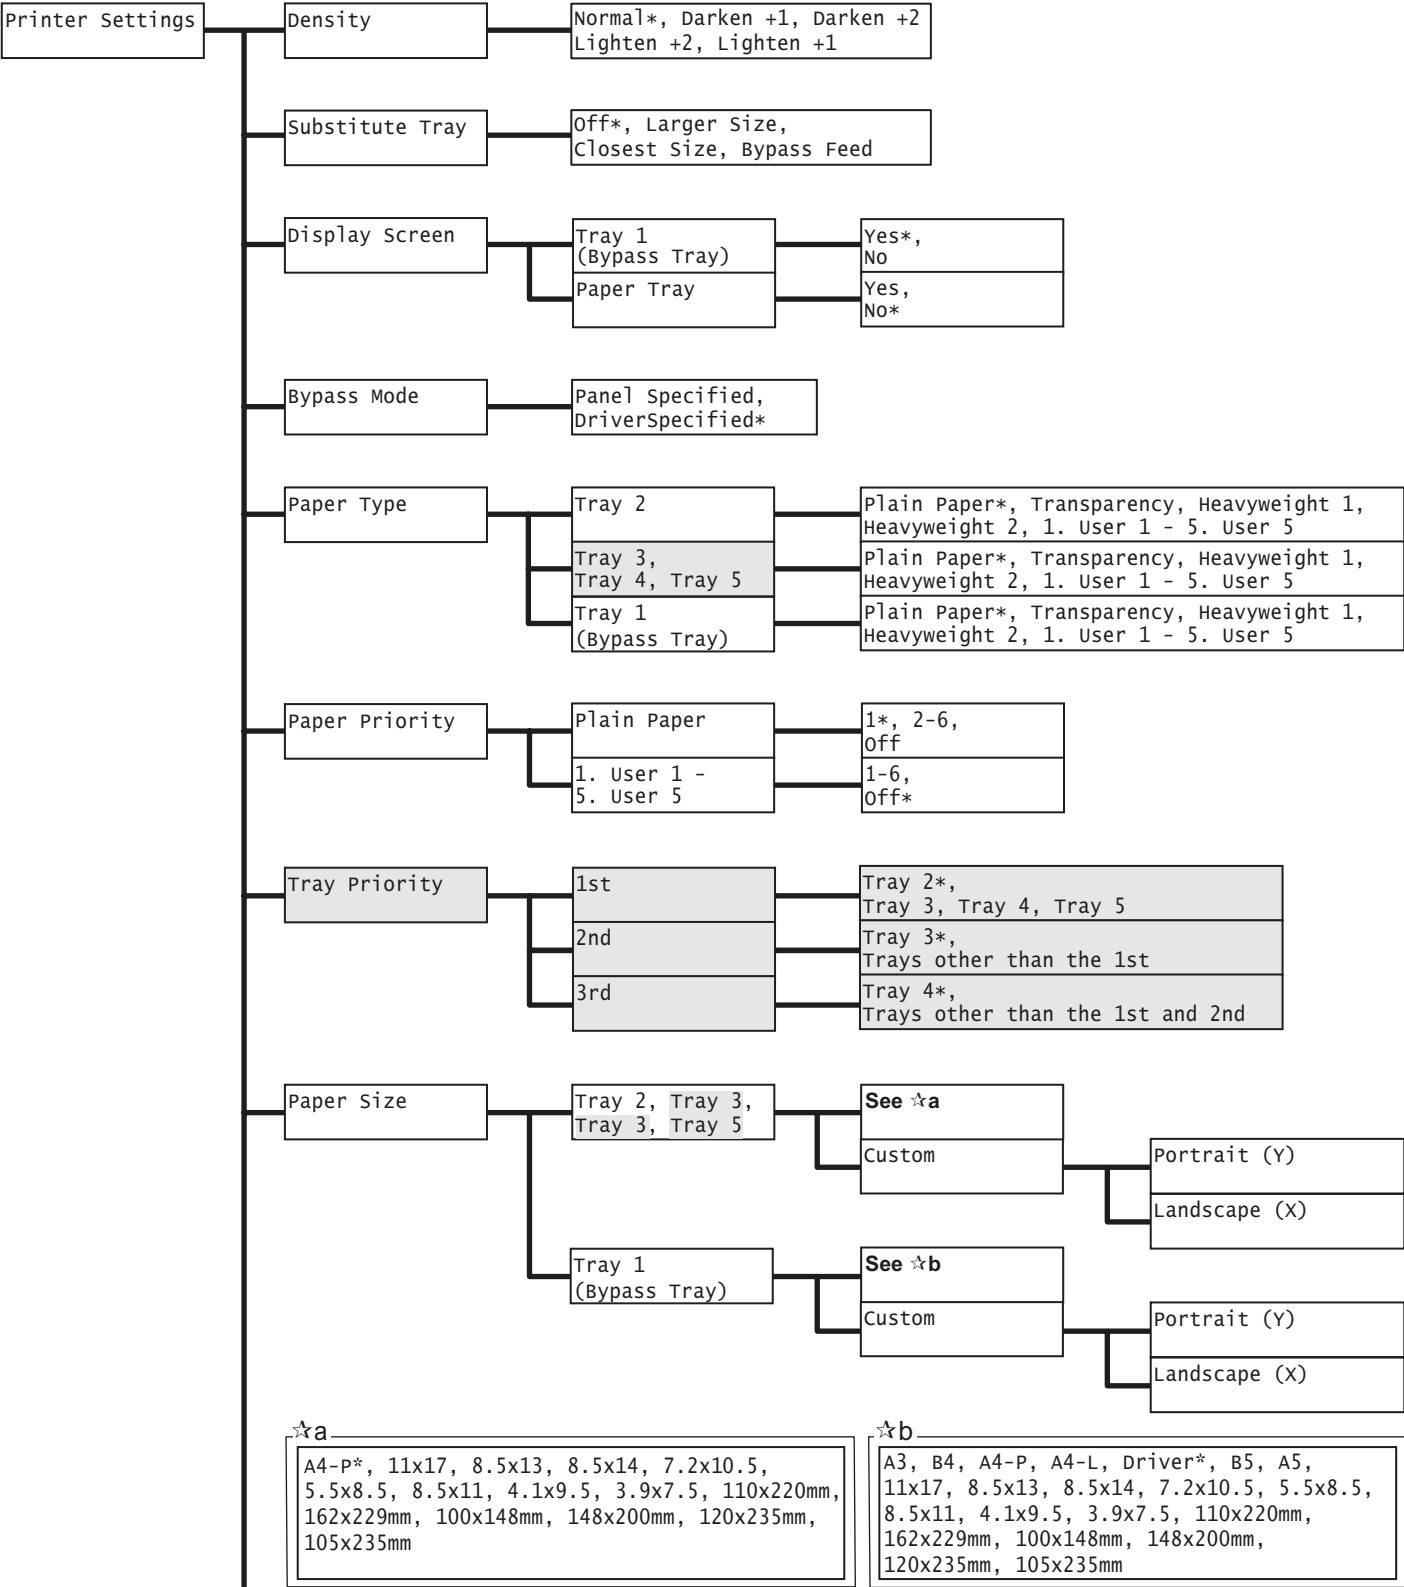 Printer Settings
Density
Normal*, Darken +1, Darken +2
Lighten +2, Lighten +1
Substitute Tray
Off*, Larger Size,
Closest Size, Bypass Feed
Display Screen
Tray 1
(Bypass Tray)
Yes*,
No
Paper Tray
Yes,
No*
Bypass Mode
Panel Specified,
DriverSpecified*
Paper Type
Tray 2
Plain Paper*, Transparency, Heavyweight 1,
Heavyweight 2, 1. User 1 - 5. User 5
Tray 3,
Tray 4, Tray 5
Plain Paper*, Transparency, Heavyweight 1,
Heavyweight 2, 1. User 1 - 5. User 5
Tray 1
(Bypass Tray)
Plain Paper*, Transparency, Heavyweight 1,
Heavyweight 2, 1. User 1 - 5. User 5
Paper Priority
Plain Paper
1*, 2-6,
Off
1. User 1 -
5. User 5
1-6,
Off*
Tray Priority
1st
Tray 2*,
Tray 3, Tray 4, Tray 5
2nd
Tray 3*,
Trays other than the 1st
3rd
Tray 4*,
Trays other than the 1st and 2nd
Paper Size
Tray 2, Tray 3,
Tray 3, Tray 5
See ☆a
Custom
Portrait (Y)
Landscape (X)
Tray 1
(Bypass Tray)
See ☆b
Custom
Portrait (Y)
Landscape (X)
☆a
A4-P*, 11x17, 8.5x13, 8.5x14, 7.2x10.5,
5.5x8.5, 8.5x11, 4.1x9.5, 3.9x7.5, 110x220mm,
162x229mm, 100x148mm, 148x200mm, 120x235mm,
105x235mm
☆b
A3, B4, A4-P, A4-L, Driver*, B5, A5,
11x17, 8.5x13, 8.5x14, 7.2x10.5, 5.5x8.5,
8.5x11, 4.1x9.5, 3.9x7.5, 110x220mm,
162x229mm, 100x148mm, 148x200mm,
120x235mm, 105x235mm